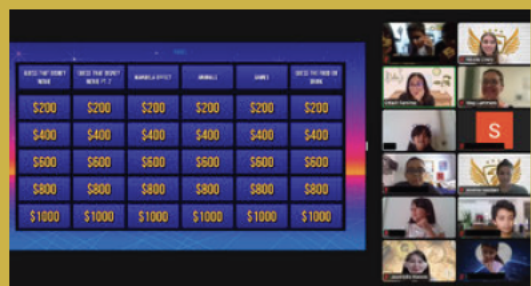 GUESS THAT DISNEY MOVIE
GUESS THAT DISNEY MOVIE PT. 2
MANDELA EFFECT
ANIMALS
GAMES
GUESS THE FOOD OR DRINK
$200 $200 $200 $200 $200 $200
$400 $400 $400 $400 $400 $400
$600 $600 $600 $600 $600 $600
$800 $800 $800 $800 $800 $800
$1000 $1000 $1000 $1000 $1000 $1000
S